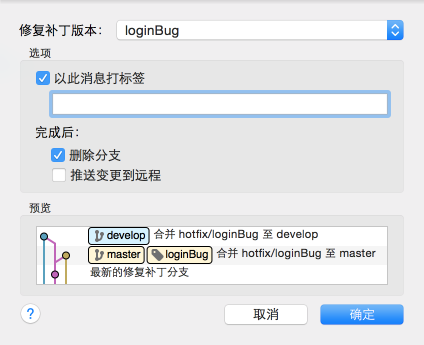 修复补丁版本： loginBug
选项
以此消息打标签
完成后：
删除分支
推送变更到远程
预览
develop 合并 hotfix/loginBug 至 develop
master loginBug 合并 hotfix/loginBug 至 master
最新的修复补丁分支
? 取消 确定